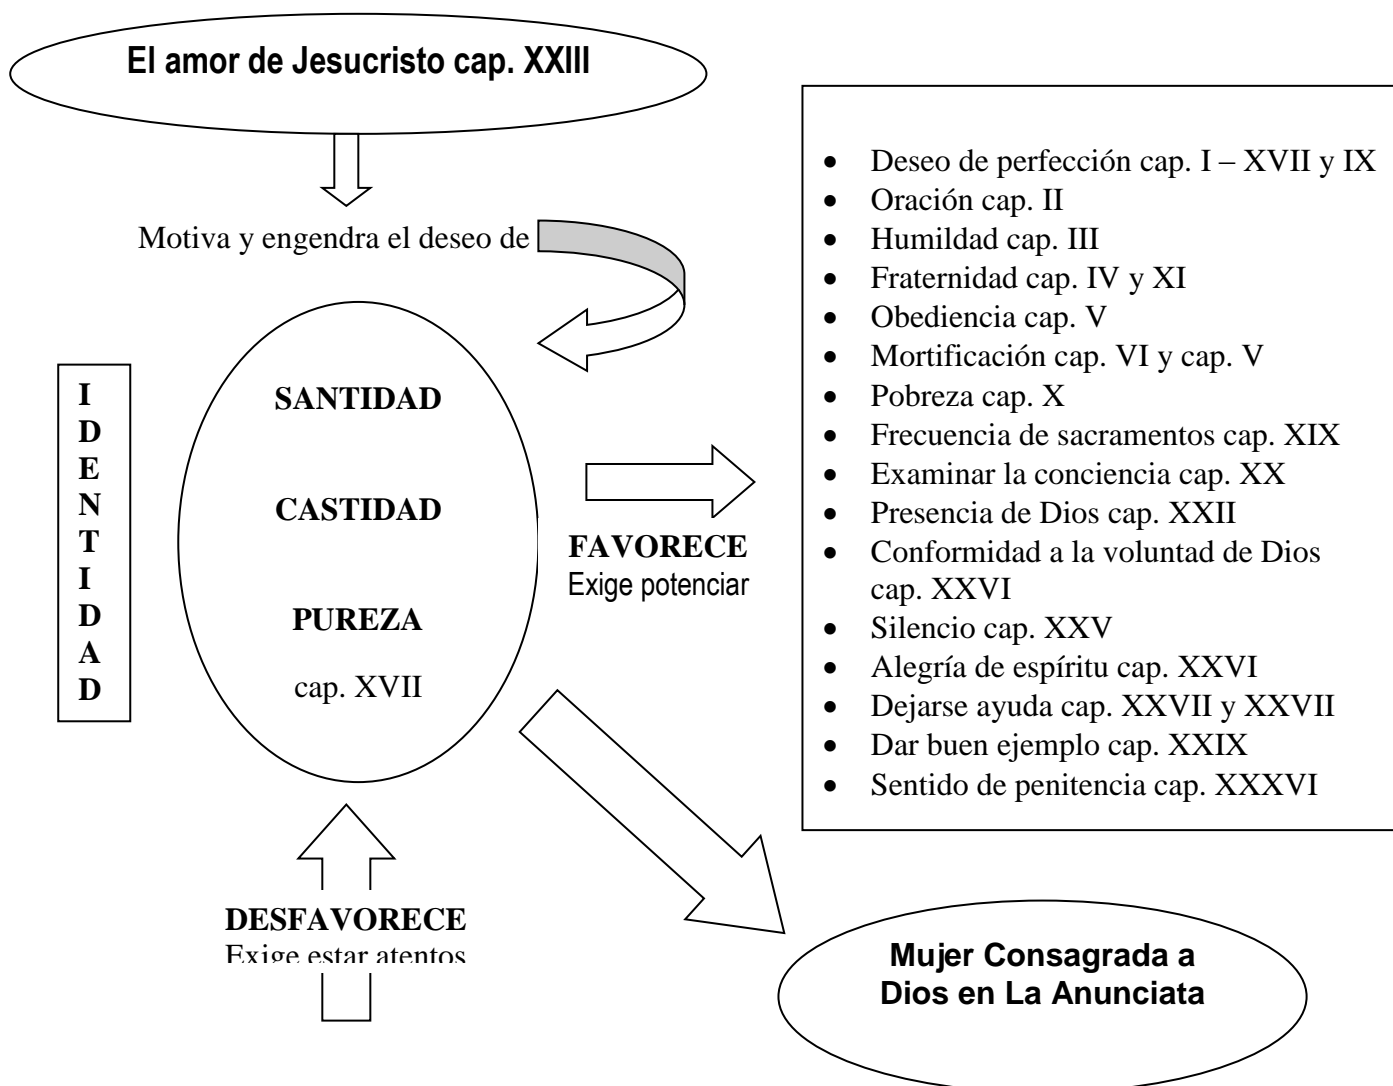 El amor de Jesucristo cap. XXIII
Motiva y engendra el deseo de
IDENTIDAD
SANTIDAD
CASTIDAD
PUREZA
cap. XVII
FAVORECE
Exige potenciar
• Deseo de perfección cap. I – XVII y IX
• Oración cap. II
• Humildad cap. III
• Fraternidad cap. IV y XI
• Obediencia cap. V
• Mortificación cap. VI y cap. V
• Pobreza cap. X
• Frecuencia de sacramentos cap. XIX
• Examinar la conciencia cap. XX
• Presencia de Dios cap. XXII
• Conformidad a la voluntad de Dios
cap. XXVI
• Silencio cap. XXV
• Alegría de espíritu cap. XXVI
• Dejarse ayuda cap. XXVII y XXVII
• Dar buen ejemplo cap. XXIX
• Sentido de penitencia cap. XXXVI
DESFAVORECE
Exige estar atentos
Mujer Consagrada a
Dios en La Anunciata